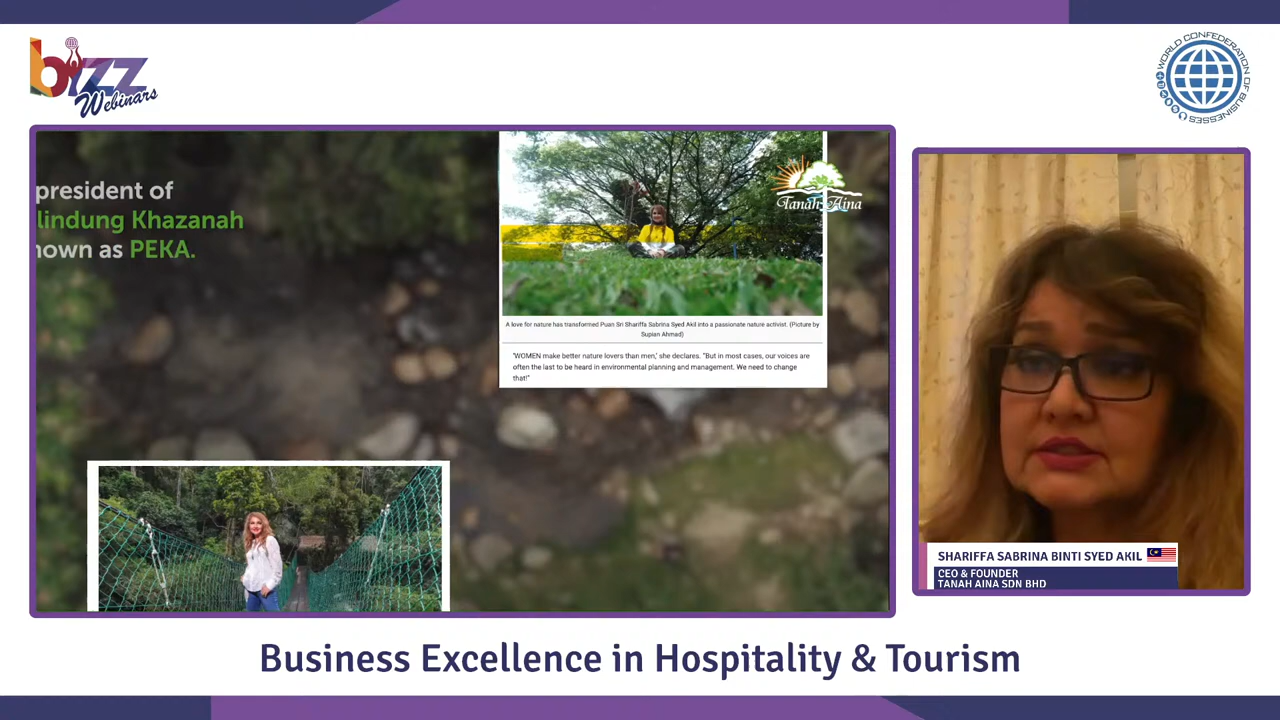 bizz
Webinars
WORLD CONFEDERATION OF BUSINESSES
president of
lindung Khazanah
nown as PEKA.
Tanah Aina
A love for nature has transformed Puan Sri Shariffa Sabrina Syed Akil into a passionate nature activist. (Picture by
Supian Ahmad)
'WOMEN make better nature lovers than men,' she declares. "But in most cases, our voices are
often the last to be heard in environmental planning and management. We need to change
that!"
SHARIFFA SABRINA BINTI SYED AKIL
CEO & FOUNDER
TANAH AINA SDN BHD
Business Excellence in Hospitality & Tourism